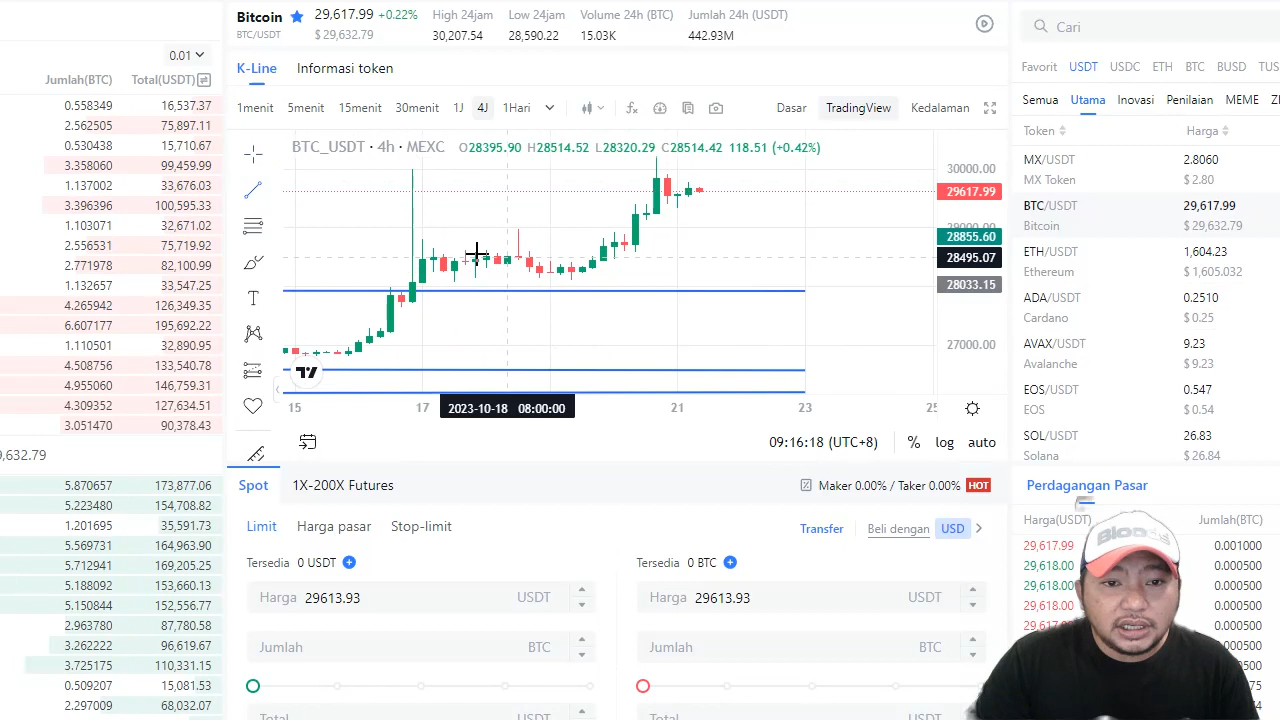 Bitcoin 29,617.99 +0.22% High 24jam Low 24jam Volume 24h (BTC) Jumlah 24h (USDT)
BTC/USDT $ 29,632.79 30,207.54 28,590.22 15.03K 442.93M
Cari
0.01
K-Line Informasi token
Favorit USDT USDC ETH BTC BUSD TUS
Jumlah(BTC) Total(USDT)
1menit 5menit 15menit 30menit 1J 4J 1Hari Dasar TradingView Kedalaman
Semua Utama Inovasi Penilaian MEME
Token Harga
BTC_USDT · 4h · MEXC O28395.90 H28514.52 L28320.29 C28514.42 118.51 (+0.42%)
30000.00
29617.99
29000.00
28855.60
28495.07
28033.15
27000.00
15 17 2023-10-18 08:00:00 21 23 25
09:16:18 (UTC+8) % log auto
0.558349 16,537.37
2.562505 75,897.11
0.530438 15,710.67
3.358060 99,459.99
1.137002 33,676.03
3.396396 100,595.33
1.103071 32,671.02
2.556531 75,719.92
2.771978 82,100.99
1.132657 33,547.25
4.265942 126,349.35
6.607177 195,692.22
1.110501 32,890.95
4.508756 133,540.78
4.955060 146,759.31
4.309352 127,634.51
3.051470 90,378.43
,632.79
5.870657 173,877.06
5.223480 154,708.82
1.201695 35,591.73
5.569731 164,964.90
5.712941 169,205.25
5.188092 153,660.13
5.150844 152,556.77
2.963780 87,780.58
3.262222 96,619.67
3.725175 110,331.15
0.509207 15,081.53
2.297009 68,032.07
MX/USDT 2.8060
MX Token $ 2.80
BTC/USDT 29,617.99
Bitcoin $ 29,632.79
ETH/USDT 1,604.23
Ethereum $ 1,605.032
ADA/USDT 0.2510
Cardano $ 0.25
AVAX/USDT 9.23
Avalanche $ 9.23
EOS/USDT 0.547
EOS $ 0.54
SOL/USDT 26.83
Solana $ 26.84
Spot 1X-200X Futures Maker 0.00% / Taker 0.00% HOT
Limit Harga pasar Stop-limit Transfer Beli dengan USD
Tersedia 0 USDT Tersedia 0 BTC
Harga 29613.93 USDT Harga 29613.93 USDT
Jumlah BTC Jumlah BTC
Total USDT Total USDT
Perdagangan Pasar
Harga(USDT) Jumlah(BTC)
29,617.99 0.001000
29,618.00 0.000500
29,618.00 0.000500
29,618.00 0.000500
0.000500